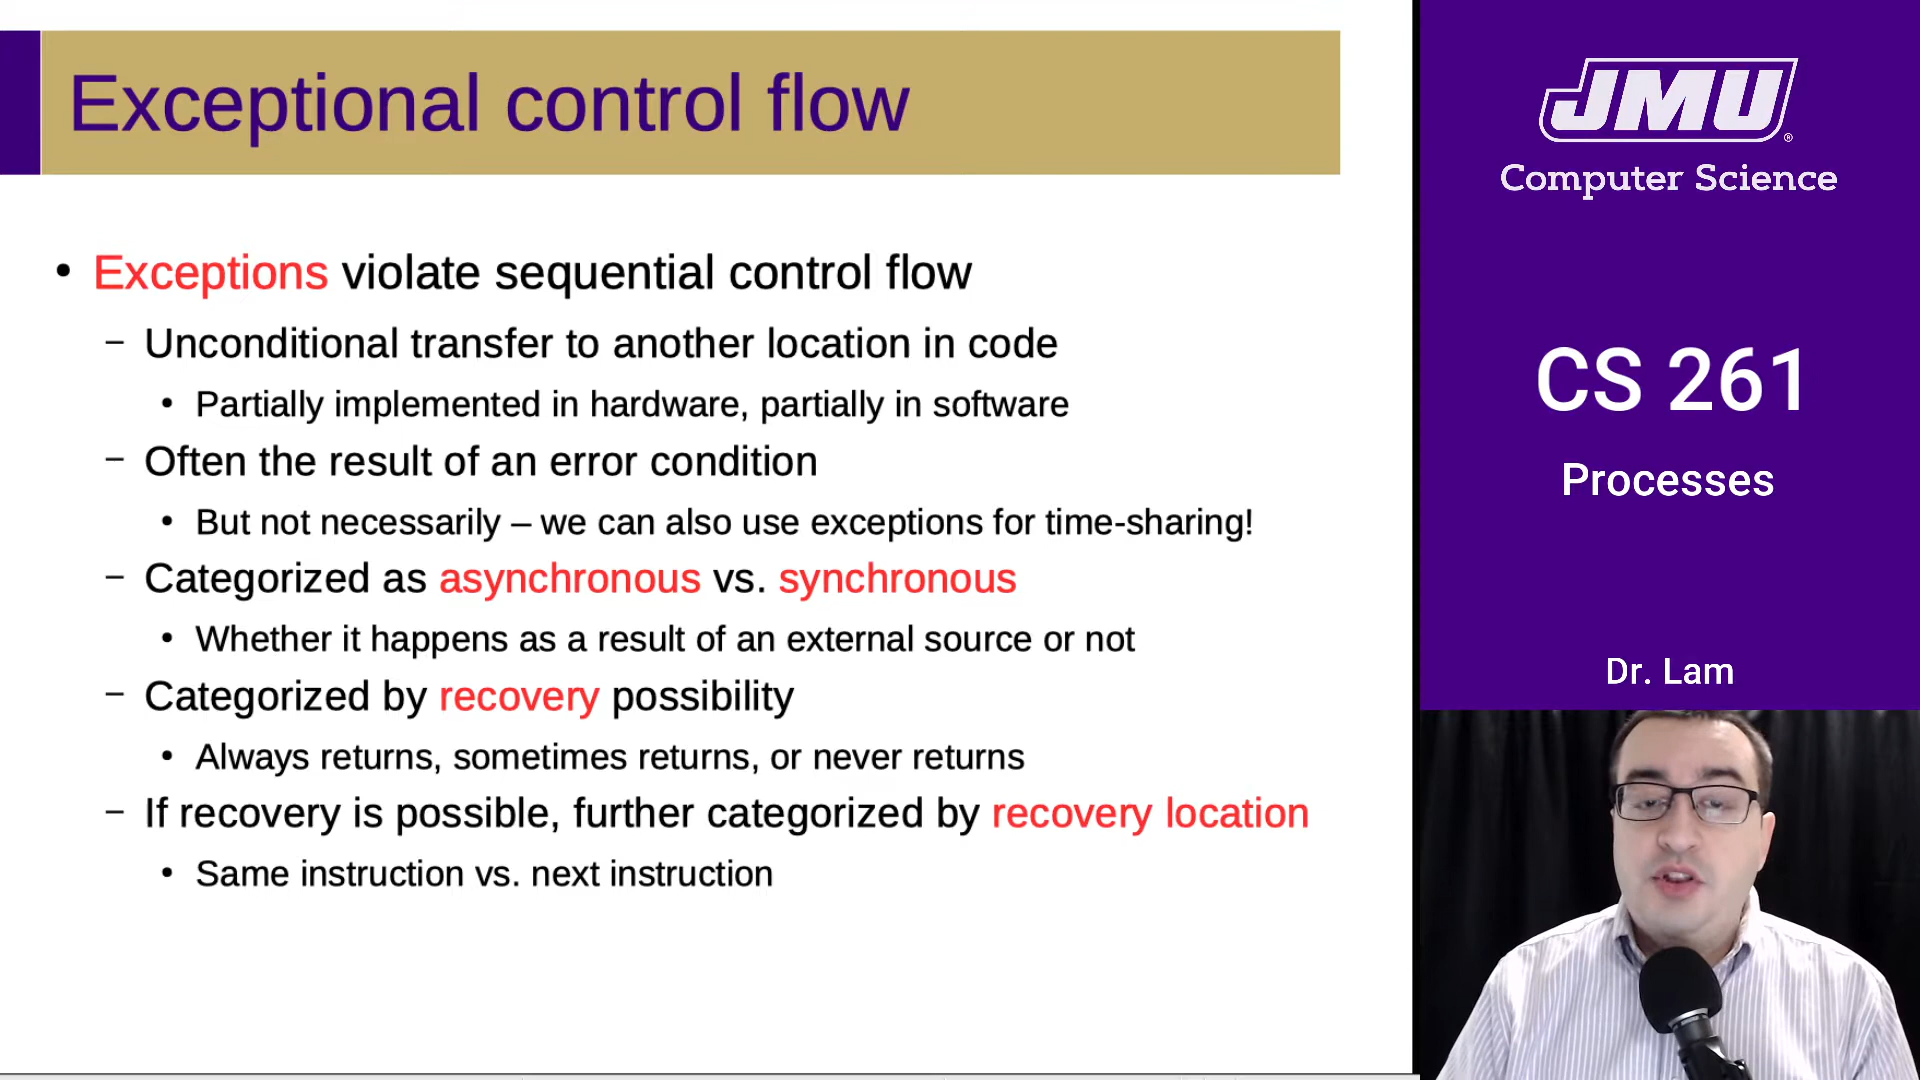 Exceptional control flow
• Exceptions violate sequential control flow
– Unconditional transfer to another location in code
• Partially implemented in hardware, partially in software
– Often the result of an error condition
• But not necessarily – we can also use exceptions for time-sharing!
– Categorized as asynchronous vs. synchronous
• Whether it happens as a result of an external source or not
– Categorized by recovery possibility
• Always returns, sometimes returns, or never returns
– If recovery is possible, further categorized by recovery location
• Same instruction vs. next instruction
JMU®
Computer Science
CS 261
Processes
Dr. Lam